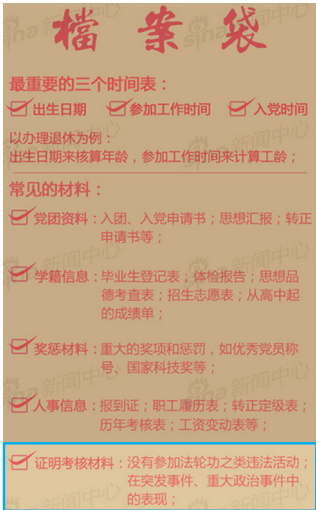 檔案袋
最重要的三个时间表：
出生日期 参加工作时间 入党时间
以办理退休为例：
出生日期来核算年龄，参加工作时间来计算工龄；
常见的材料：
党团资料：入团、入党申请书；思想汇报；转正
申请书等；
学籍信息：毕业生登记表；体检报告；思想品
德考查表；招生志愿表；从高中起
的成绩单；
奖惩材料：重大的奖项和惩罚，如优秀党员称
号、国家科技奖等；
人事信息：报到证；职工履历表；转正定级表；
历年考核表；工资变动表等；
证明考核材料：没有参加法轮功之类违法活动；
在突发事件、重大政治事件中
的表现；
sina 新闻中心